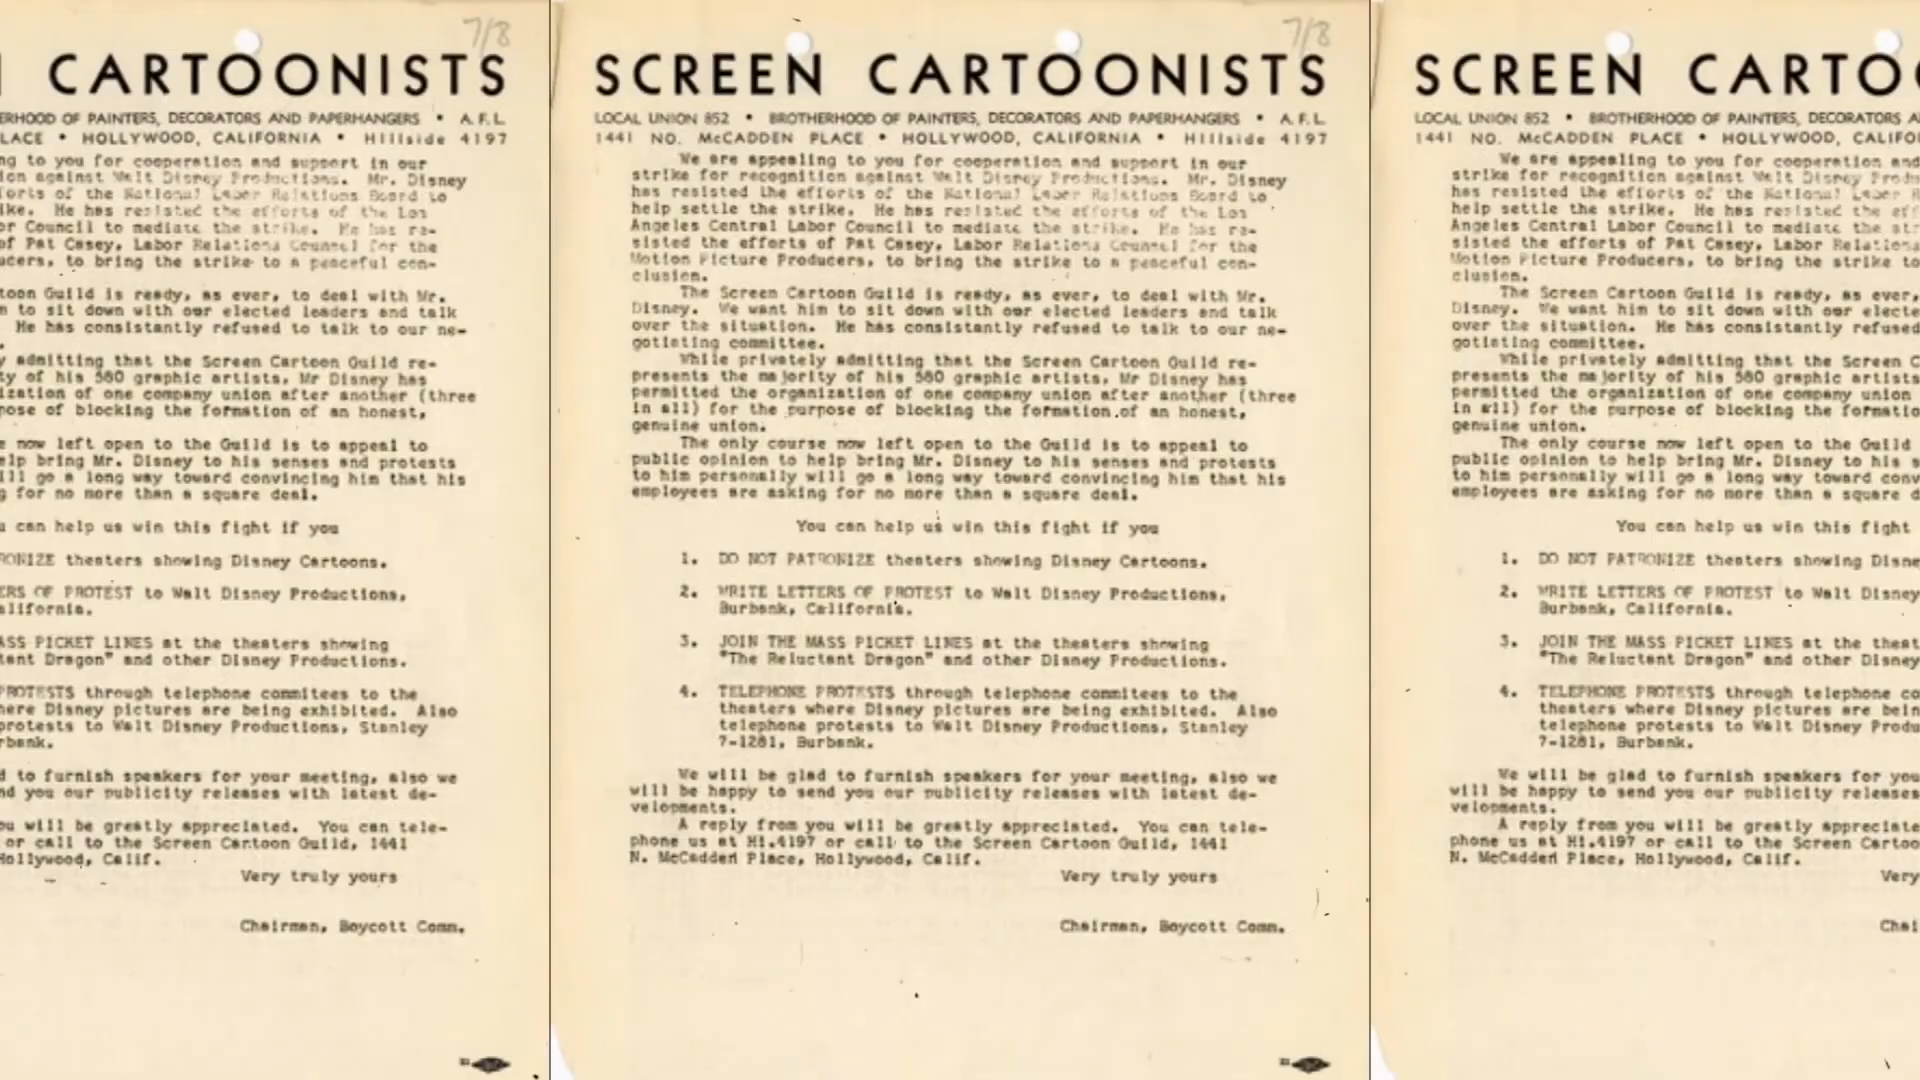 7/8
SCREEN CARTOONISTS
LOCAL UNION 852 • BROTHERHOOD OF PAINTERS, DECORATORS AND PAPERHANGERS • A.F.L.
1441 NO. McCADDEN PLACE • HOLLYWOOD, CALIFORNIA • Hillside 4197
We are appealing to you for cooperation and support in our
strike for recognition against Walt Disney Productions. Mr. Disney
has resisted the efforts of the National Labor Relations Board to
help settle the strike. He has resisted the efforts of the Los
Angeles Central Labor Council to mediate the strike. He has re-
sisted the efforts of Pat Casey, Labor Relations Counsel for the
Motion Picture Producers, to bring the strike to a peaceful con-
clusion.
The Screen Cartoon Guild is ready, as ever, to deal with Mr.
Disney. We want him to sit down with our elected leaders and talk
over the situation. He has consistently refused to talk to our ne-
gotiating committee.
While privately admitting that the Screen Cartoon Guild re-
presents the majority of his 580 graphic artists, Mr Disney has
permitted the organization of one company union after another (three
in all) for the purpose of blocking the formation of an honest,
genuine union.
The only course now left open to the Guild is to appeal to
public opinion to help bring Mr. Disney to his senses and protests
to him personally will go a long way toward convincing him that his
employees are asking for no more than a square deal.
You can help us win this fight if you
1. DO NOT PATRONIZE theaters showing Disney Cartoons.
2. WRITE LETTERS OF PROTEST to Walt Disney Productions,
Burbank, California.
3. JOIN THE MASS PICKET LINES at the theaters showing
"The Reluctant Dragon" and other Disney Productions.
4. TELEPHONE PROTESTS through telephone commitees to the
theaters where Disney pictures are being exhibited. Also
telephone protests to Walt Disney Productions, Stanley
7-1281, Burbank.
We will be glad to furnish speakers for your meeting, also we
will be happy to send you our publicity releases with latest de-
velopments.
A reply from you will be greatly appreciated. You can tele-
phone us at HI.4197 or call to the Screen Cartoon Guild, 1441
N. McCadden Place, Hollywood, Calif.
Very truly yours
Chairman, Boycott Comm.